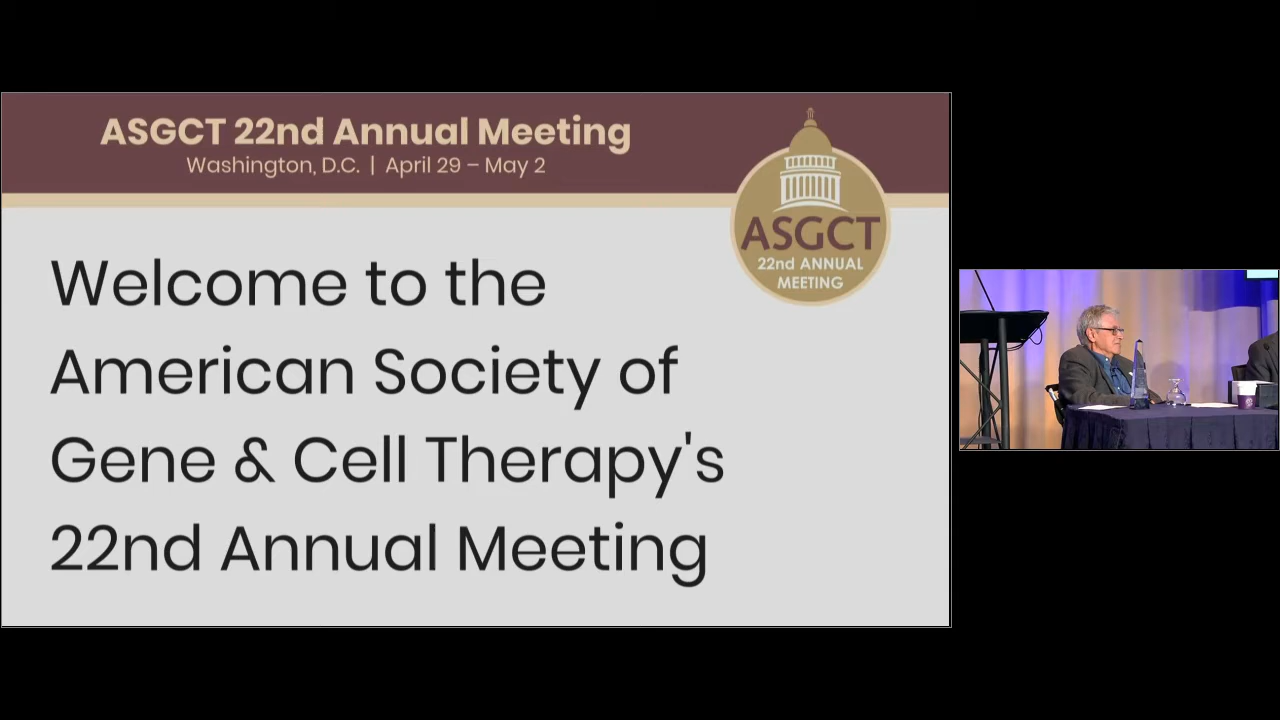 ASGCT 22nd Annual Meeting
Washington, D.C. | April 29 – May 2
ASGCT
22nd ANNUAL
MEETING
Welcome to the
American Society of
Gene & Cell Therapy's
22nd Annual Meeting